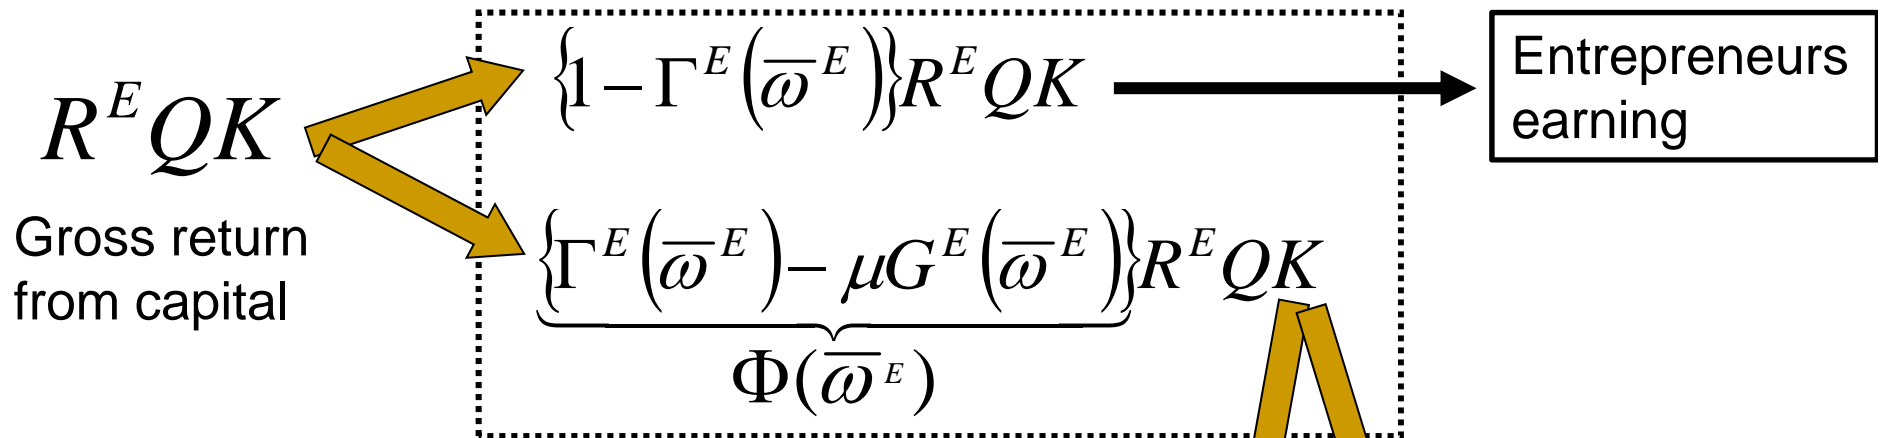 {1 − Γ^E(ω̅^E)}R^E QK
Entrepreneurs
earning
R^E QK
Gross return
from capital
{Γ^E(ω̅^E) − μG^E(ω̅^E)}R^E QK
Φ(ω̅^E)